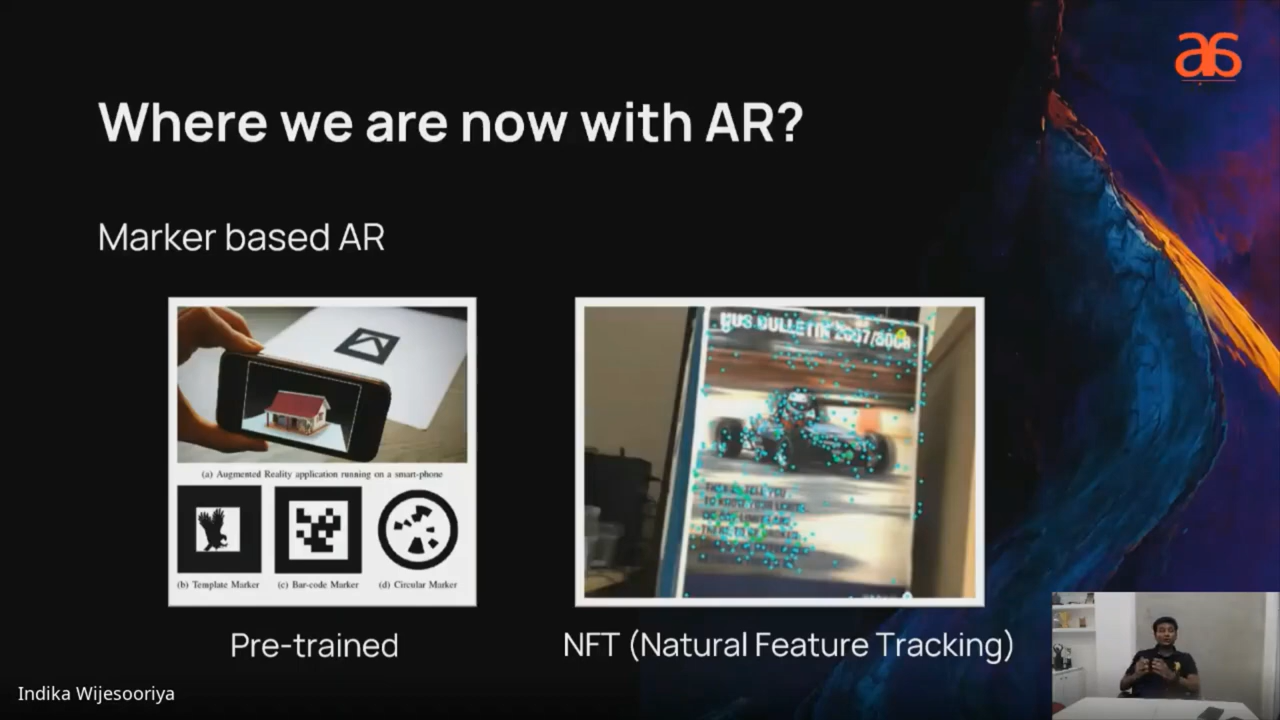 Where we are now with AR?
Marker based AR
(a) Augmented Reality application running on a smart-phone
(b) Template Marker
(c) Bar-code Marker
(d) Circular Marker
Pre-trained
NFT (Natural Feature Tracking)
Indika Wijesooriya